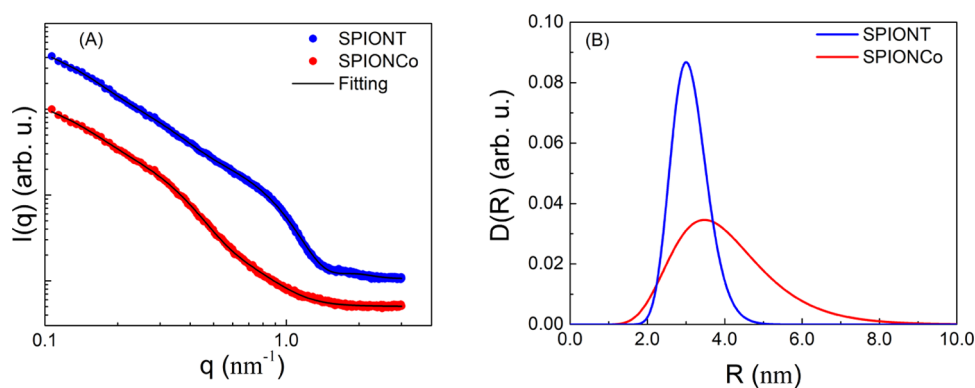 (A)
SPIONT
SPIONCo
Fitting
I(q) (arb. u.)
0.1
1.0
q (nm⁻¹)
(B)
SPIONT
SPIONCo
D(R) (arb. u.)
0.10
0.08
0.06
0.04
0.02
0.00
0.0
2.0
4.0
6.0
8.0
10.0
R (nm)